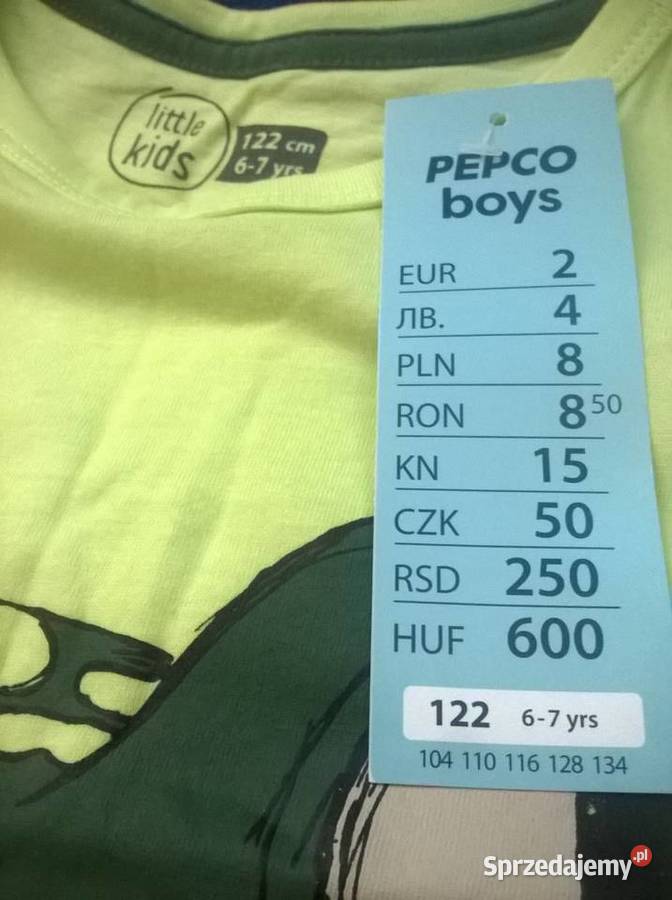 little
kids
122 cm
6-7 yrs
PEPCO
boys
EUR 2
ЛВ. 4
PLN 8
RON 8 50
KN 15
CZK 50
RSD 250
HUF 600
122 6-7 yrs
104 110 116 128 134
Sprzedajemy.pl